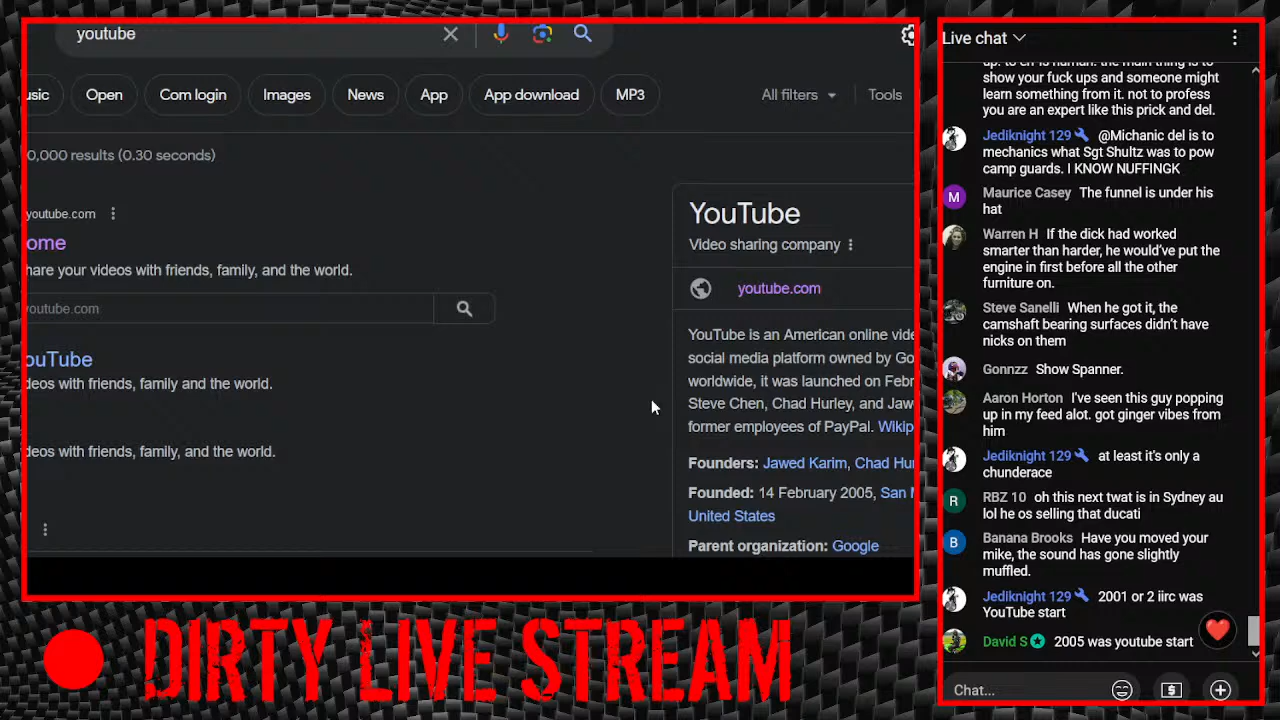 youtube
usic
Open
Com login
Images
News
App
App download
MP3
All filters
Tools
0,000 results (0.30 seconds)
youtube.com
ome
hare your videos with friends, family, and the world.
youtube.com
ouTube
deos with friends, family and the world.
deos with friends, family, and the world.
YouTube
Video sharing company
youtube.com
YouTube is an American online vide
social media platform owned by Go
worldwide, it was launched on Febr
Steve Chen, Chad Hurley, and Jaw
former employees of PayPal. Wikip
Founders: Jawed Karim, Chad Hur
Founded: 14 February 2005, San M
United States
Parent organization: Google
DIRTY LIVE STREAM
Live chat
up. to err is human. the main thing is to
show your fuck ups and someone might
learn something from it. not to profess
you are an expert like this prick and del.
Jediknight 129 @Michanic del is to
mechanics what Sgt Shultz was to pow
camp guards. I KNOW NUFFINGK
M
Maurice Casey The funnel is under his
hat
Warren H If the dick had worked
smarter than harder, he would've put the
engine in first before all the other
furniture on.
Steve Sanelli When he got it, the
camshaft bearing surfaces didn't have
nicks on them
Gonnzz Show Spanner.
Aaron Horton I've seen this guy popping
up in my feed alot. got ginger vibes from
him
Jediknight 129 at least it's only a
chunderace
R
RBZ 10 oh this next twat is in Sydney au
lol he os selling that ducati
B
Banana Brooks Have you moved your
mike, the sound has gone slightly
muffled.
Jediknight 129 2001 or 2 iirc was
YouTube start
David S 2005 was youtube start
Chat...
$